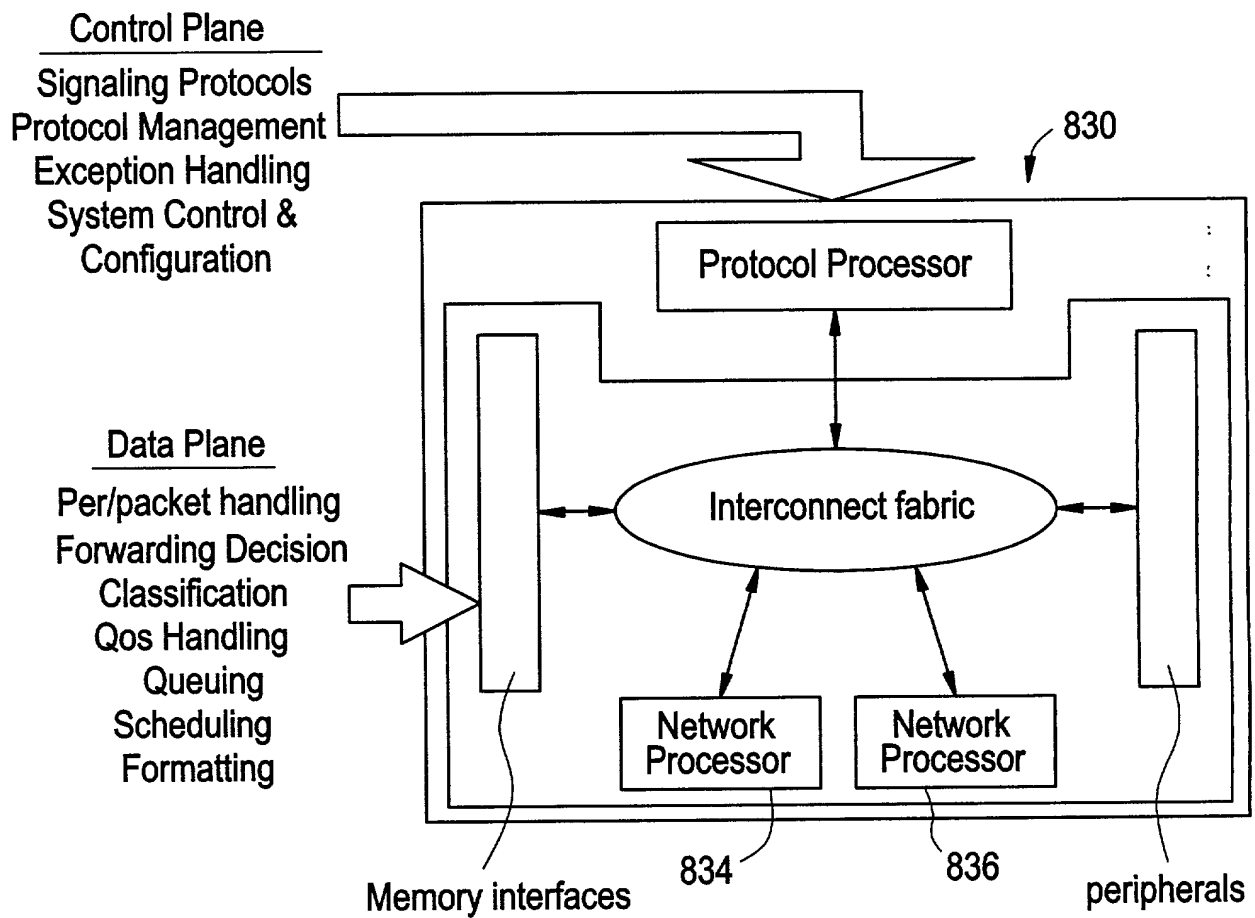 Control Plane
Signaling Protocols
Protocol Management
Exception Handling
System Control &
Configuration
830
Protocol Processor
Data Plane
Per/packet handling
Forwarding Decision
Classification
Qos Handling
Queuing
Scheduling
Formatting
Interconnect fabric
Network
Processor
Network
Processor
834
836
Memory interfaces
peripherals